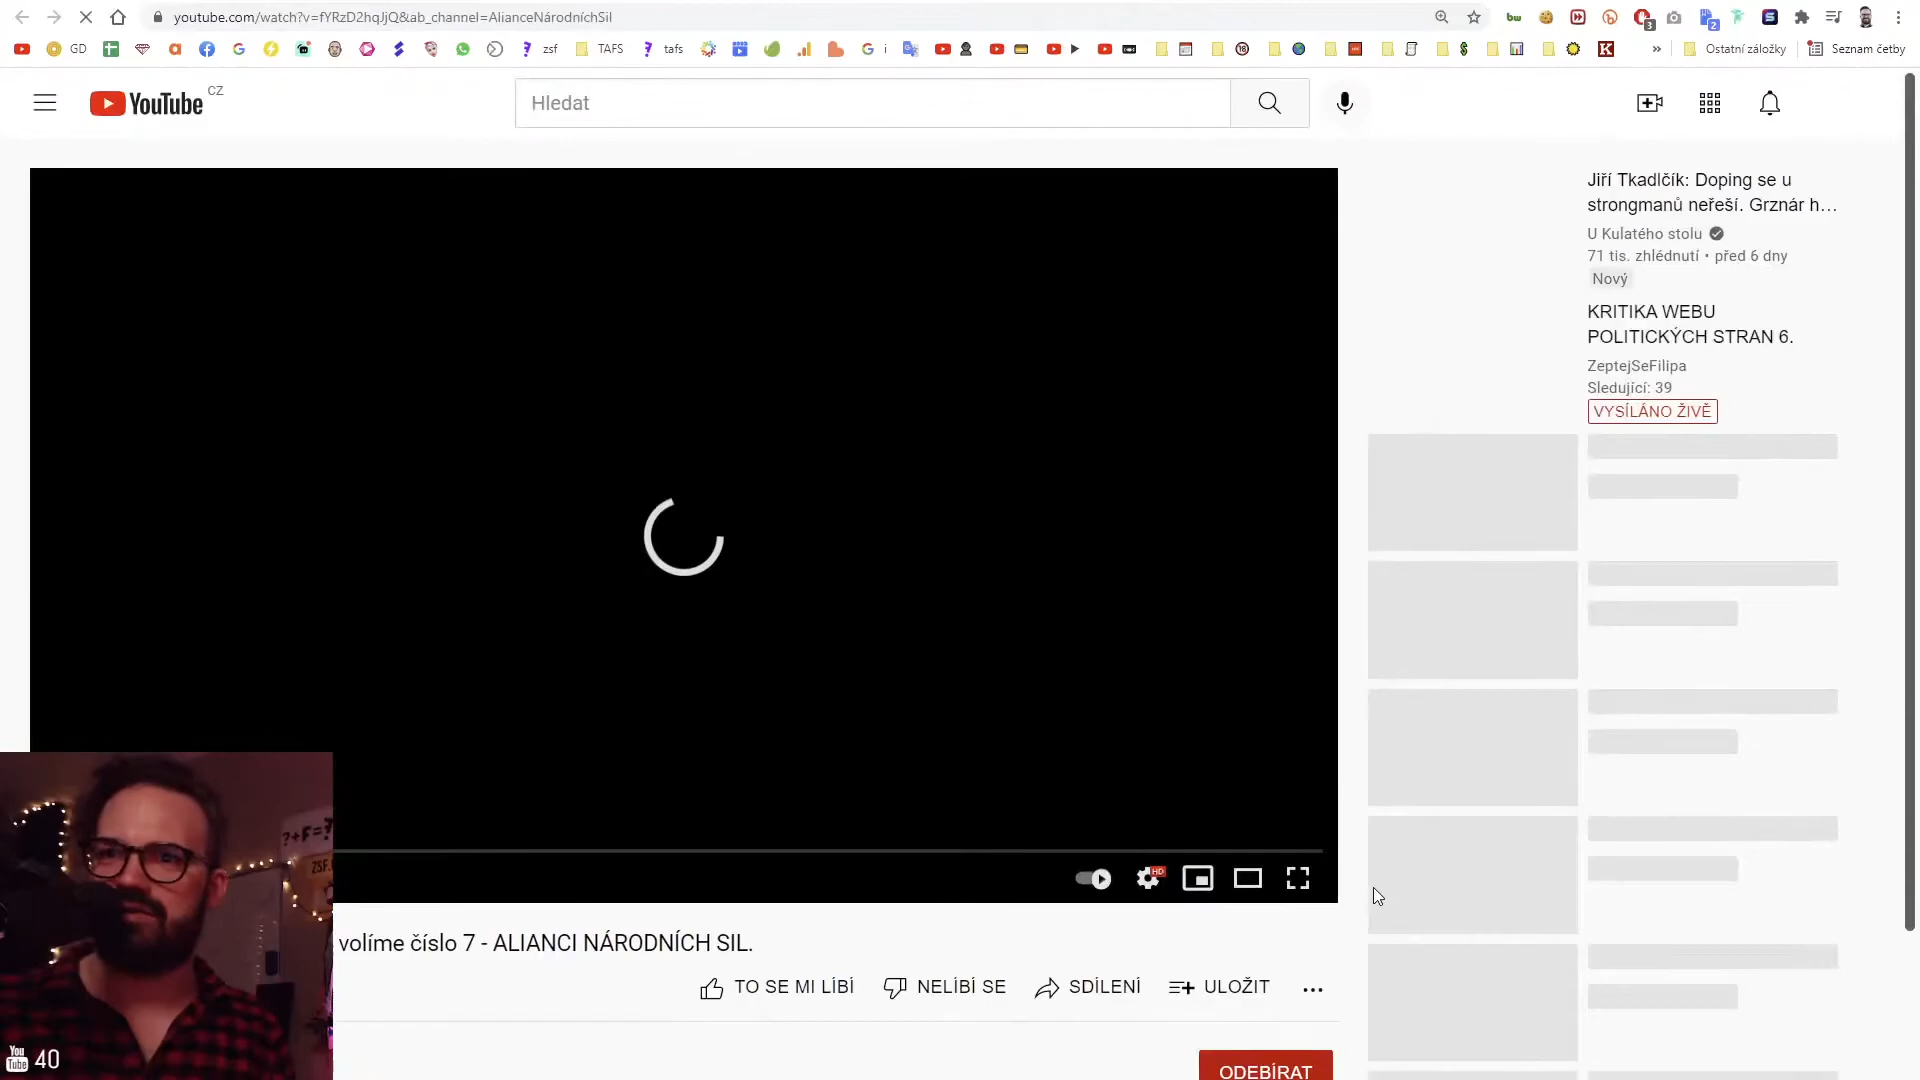 youtube.com/watch?v=fYRzD2hqJjQ&ab_channel=AlianceNárodníchSil
GD
zsf
TAFS
tafs
i
»
Ostatní záložky
Seznam četby
YouTube CZ
Hledat
Jiří Tkadlčík: Doping se u
strongmanů neřeší. Grznár h…
U Kulatého stolu
71 tis. zhlédnutí • před 6 dny
Nový
KRITIKA WEBU
POLITICKÝCH STRAN 6.
ZeptejSeFilipa
Sledující: 39
VYSÍLÁNO ŽIVĚ
HD
volíme číslo 7 - ALIANCI NÁRODNÍCH SIL.
TO SE MI LÍBÍ
NELÍBÍ SE
SDÍLENÍ
ULOŽIT
ODEBÍRAT
?+F=?
You
Tube
40